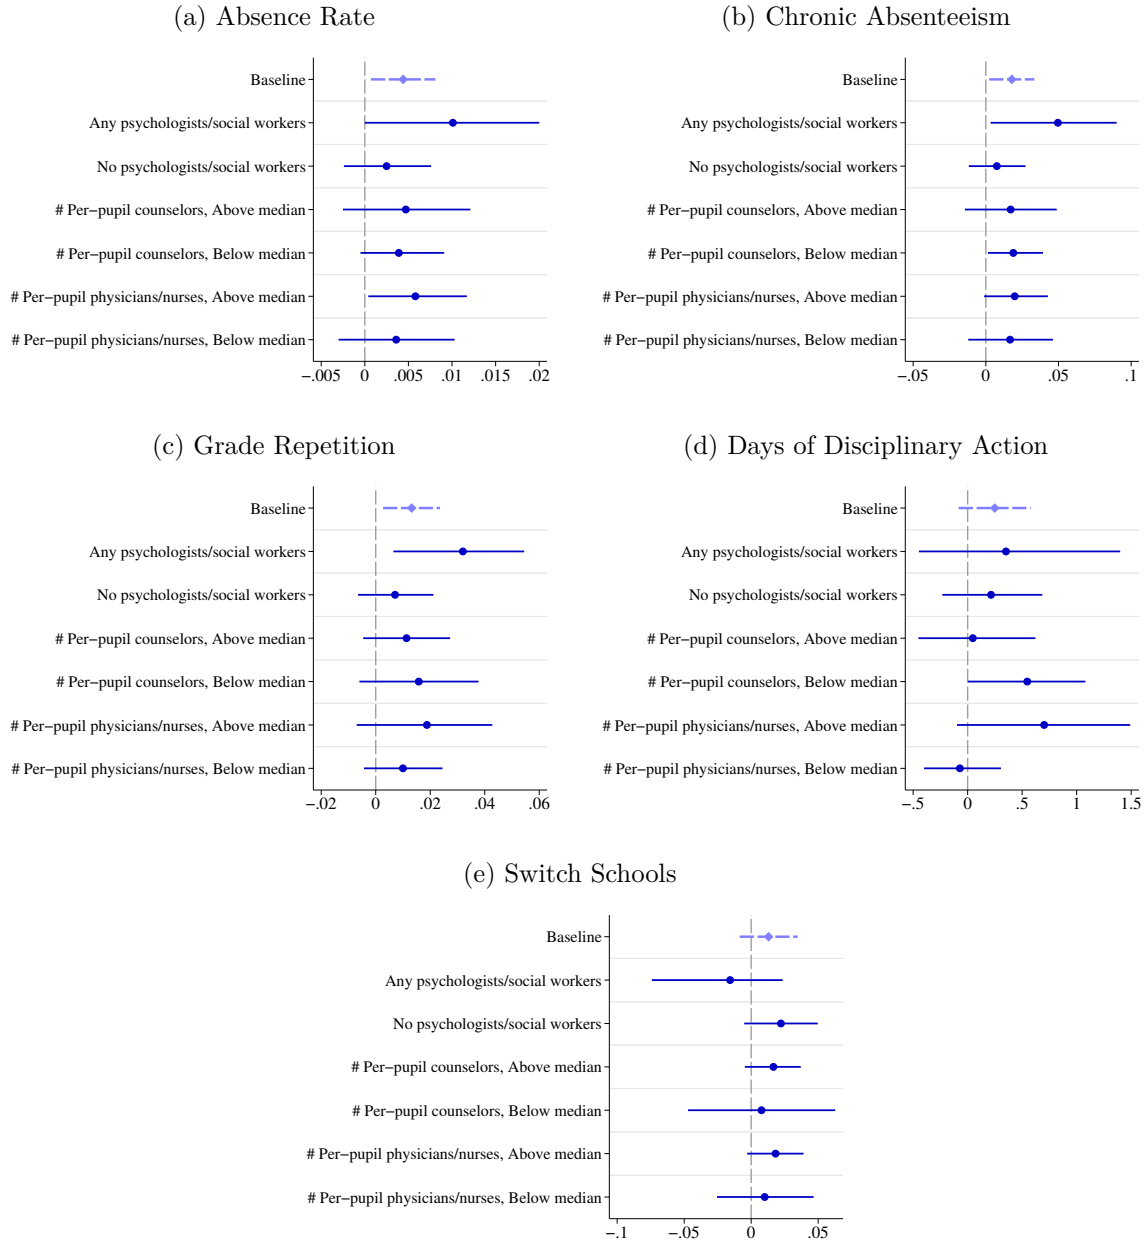 (a) Absence Rate
Baseline
Any psychologists/social workers
No psychologists/social workers
# Per−pupil counselors, Above median
# Per−pupil counselors, Below median
# Per−pupil physicians/nurses, Above median
# Per−pupil physicians/nurses, Below median
−.005 0 .005 .01 .015 .02
(b) Chronic Absenteeism
Baseline
Any psychologists/social workers
No psychologists/social workers
# Per−pupil counselors, Above median
# Per−pupil counselors, Below median
# Per−pupil physicians/nurses, Above median
# Per−pupil physicians/nurses, Below median
−.05 0 .05 .1
(c) Grade Repetition
Baseline
Any psychologists/social workers
No psychologists/social workers
# Per−pupil counselors, Above median
# Per−pupil counselors, Below median
# Per−pupil physicians/nurses, Above median
# Per−pupil physicians/nurses, Below median
−.02 0 .02 .04 .06
(d) Days of Disciplinary Action
Baseline
Any psychologists/social workers
No psychologists/social workers
# Per−pupil counselors, Above median
# Per−pupil counselors, Below median
# Per−pupil physicians/nurses, Above median
# Per−pupil physicians/nurses, Below median
−.5 0 .5 1 1.5
(e) Switch Schools
Baseline
Any psychologists/social workers
No psychologists/social workers
# Per−pupil counselors, Above median
# Per−pupil counselors, Below median
# Per−pupil physicians/nurses, Above median
# Per−pupil physicians/nurses, Below median
−.1 −.05 0 .05